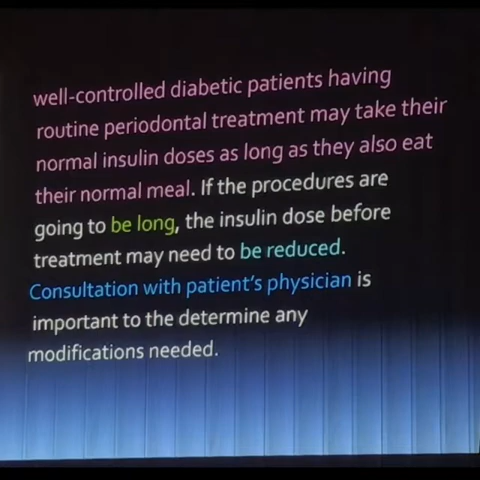 well-controlled diabetic patients having
routine periodontal treatment may take their
normal insulin doses as long as they also eat
their normal meal. If the procedures are
going to be long, the insulin dose before
treatment may need to be reduced.
Consultation with patient's physician is
important to the determine any
modifications needed.